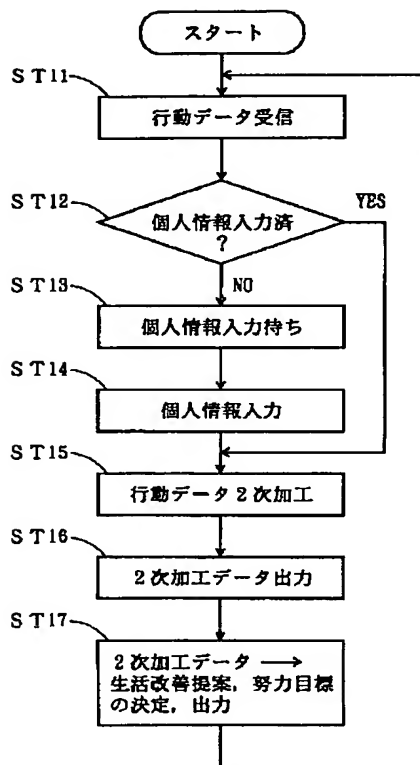 スタート
ST11
行動データ受信
ST12
個人情報入力済
?
YES
NO
ST13
個人情報入力待ち
ST14
個人情報入力
ST15
行動データ2次加工
ST16
2次加工データ出力
ST17
2次加工データ →
生活改善提案,努力目標
の決定,出力